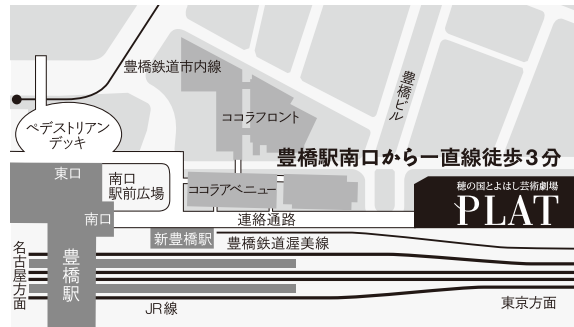 豊橋鉄道市内線
豊橋ビル
ペデストリアン
デッキ
ココラフロント
豊橋駅南口から一直線徒歩3分
東口
南口
駅前広場
ココラアベニュー
穂の国とよはし芸術劇場
PLAT
南口
連絡通路
新豊橋駅
豊橋鉄道渥美線
名古屋方面
豊橋駅
JR線
東京方面